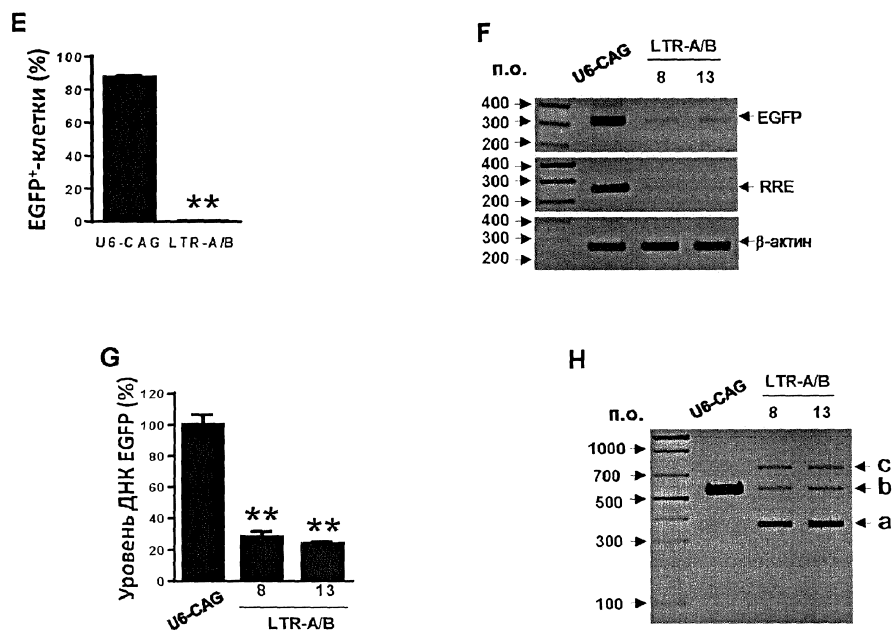 E
EGFP⁺-клетки (%)
100
80
60
40
20
0
**
U6-CAG LTR-A/B
F
U6-CAG
LTR-A/B
8 13
п.о.
400
300
200
EGFP
400
300
200
RRE
400
300
200
β-актин
G
Уровень ДНК EGFP (%)
120
100
80
60
40
20
0
** **
U6-CAG
8 13
LTR-A/B
H
U6-CAG
LTR-A/B
8 13
п.о.
1000
700
500
300
100
c
b
a